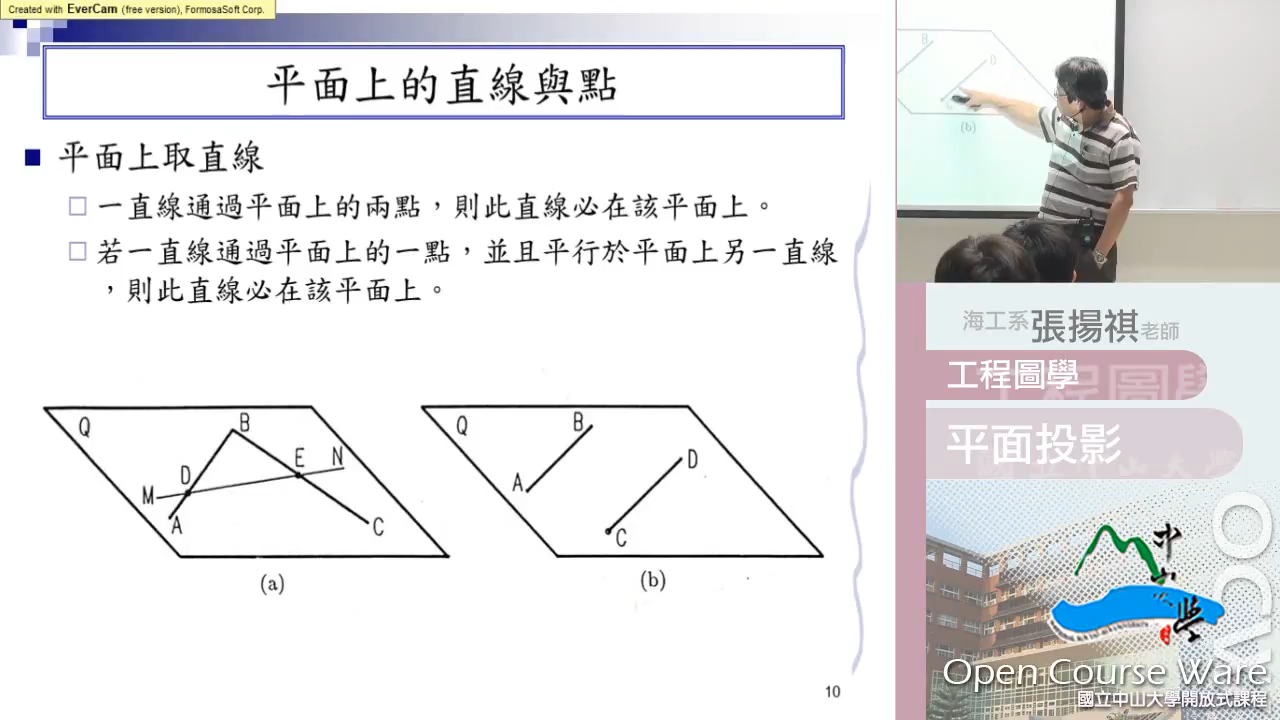 Created with EverCam (free version), FormosaSoft Corp.
平面上的直線與點
平面上取直線
一直線通過平面上的兩點，則此直線必在該平面上。
若一直線通過平面上的一點，並且平行於平面上另一直線
，則此直線必在該平面上。
Q
B
E
N
D
M
A
C
(a)
Q
B
A
D
C
(b)
10
B
D
(b)
海工系 張揚祺 老師
工程圖學
平面投影
中山大學
OCW
Open Course Ware
國立中山大學開放式課程